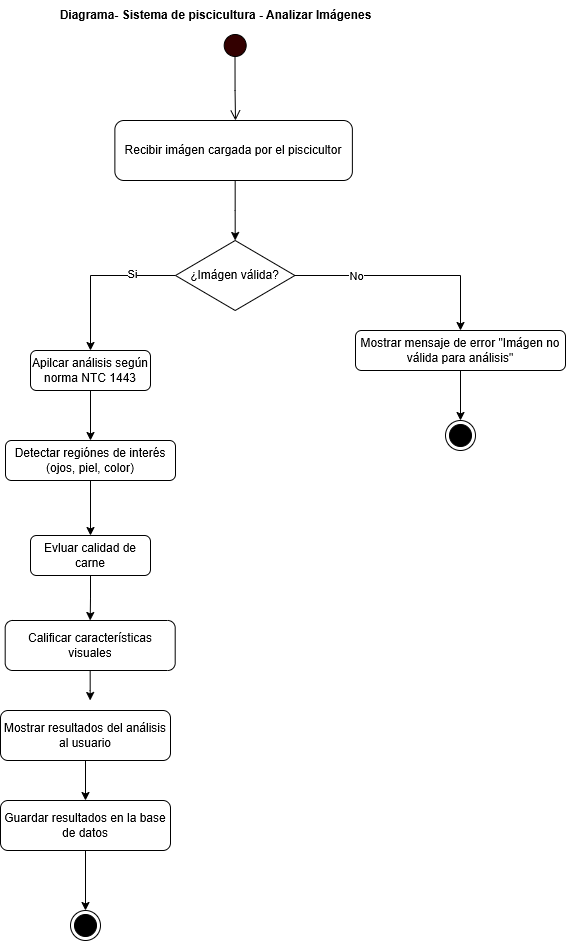 Diagrama- Sistema de piscicultura - Analizar Imágenes
Recibir imágen cargada por el piscicultor
¿Imágen válida?
Si
No
Mostrar mensaje de error "Imágen no
válida para análisis"
Apilcar análisis según
norma NTC 1443
Detectar regiónes de interés
(ojos, piel, color)
Evluar calidad de
carne
Calificar características
visuales
Mostrar resultados del análisis
al usuario
Guardar resultados en la base
de datos